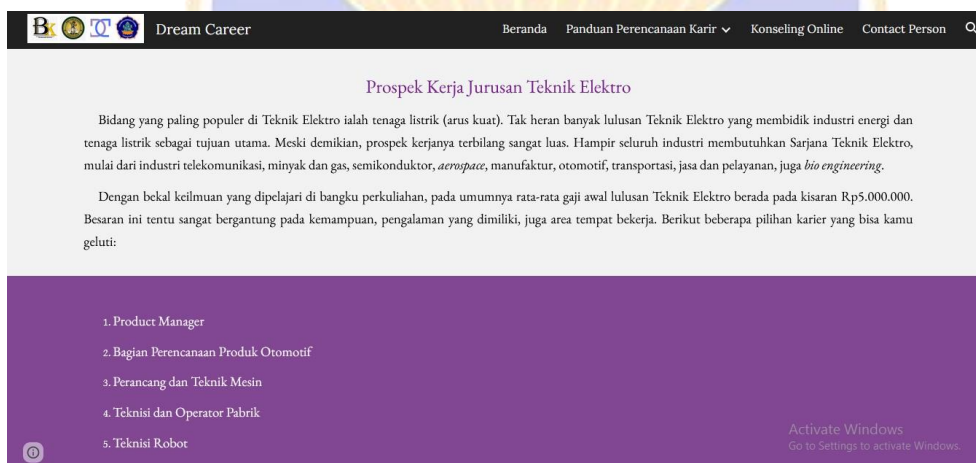 Bk
Dream Career
Beranda
Panduan Perencanaan Karir
Konseling Online
Contact Person
Prospek Kerja Jurusan Teknik Elektro
Bidang yang paling populer di Teknik Elektro ialah tenaga listrik (arus kuat). Tak heran banyak lulusan Teknik Elektro yang membidik industri energi dan
tenaga listrik sebagai tujuan utama. Meski demikian, prospek kerjanya terbilang sangat luas. Hampir seluruh industri membutuhkan Sarjana Teknik Elektro,
mulai dari industri telekomunikasi, minyak dan gas, semikonduktor, aerospace, manufaktur, otomotif, transportasi, jasa dan pelayanan, juga bio engineering.
Dengan bekal keilmuan yang dipelajari di bangku perkuliahan, pada umumnya rata-rata gaji awal lulusan Teknik Elektro berada pada kisaran Rp5.000.000.
Besaran ini tentu sangat bergantung pada kemampuan, pengalaman yang dimiliki, juga area tempat bekerja. Berikut beberapa pilihan karier yang bisa kamu
geluti:
1. Product Manager
2. Bagian Perencanaan Produk Otomotif
3. Perancang dan Teknik Mesin
4. Teknisi dan Operator Pabrik
5. Teknisi Robot
Activate Windows
Go to Settings to activate Windows.